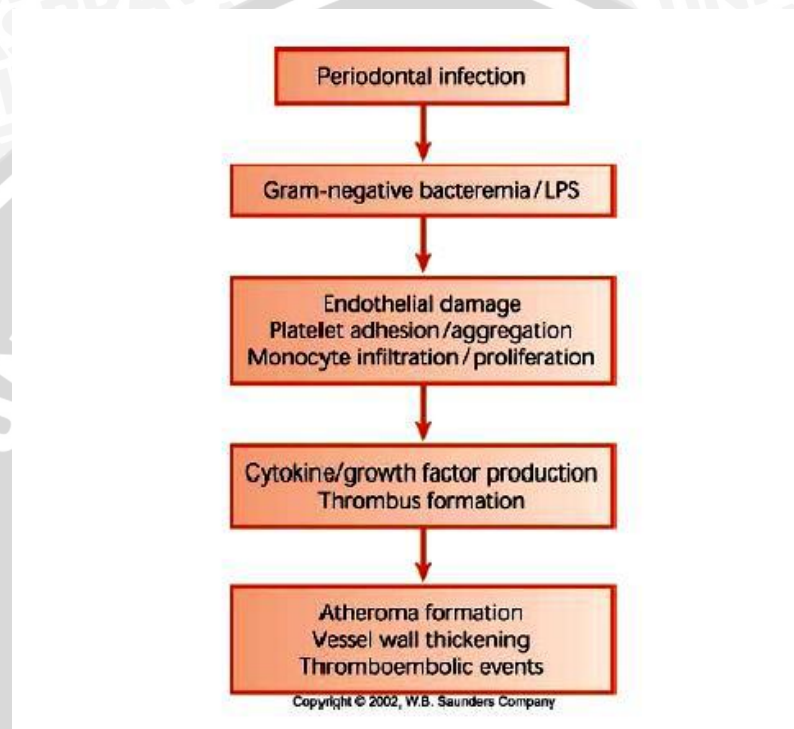 Periodontal infection
Gram-negative bacteremia/LPS
Endothelial damage
Platelet adhesion/aggregation
Monocyte infiltration/proliferation
Cytokine/growth factor production
Thrombus formation
Atheroma formation
Vessel wall thickening
Thromboembolic events
Copyright © 2002, W.B. Saunders Company